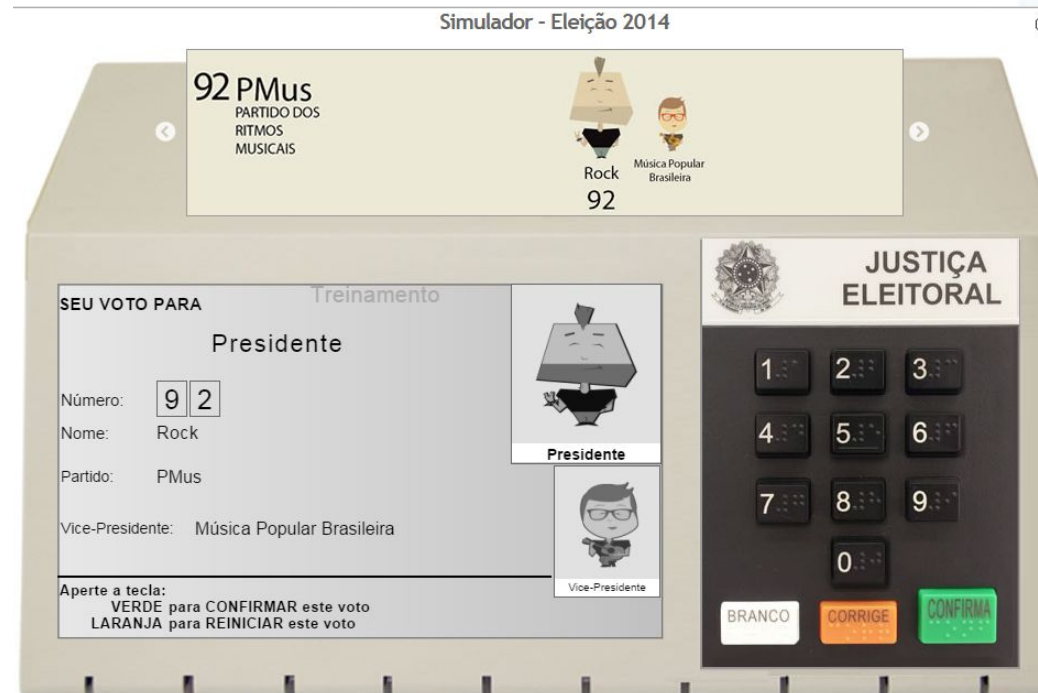 Simulador - Eleição 2014
92 PMus
PARTIDO DOS
RITMOS
MUSICAIS
Rock
92
Música Popular
Brasileira
Treinamento
SEU VOTO PARA
Presidente
Número: 9 2
Nome: Rock
Partido: PMus
Vice-Presidente: Música Popular Brasileira
Presidente
Vice-Presidente
Aperte a tecla:
VERDE para CONFIRMAR este voto
LARANJA para REINICIAR este voto
JUSTIÇA
ELEITORAL
1 2 3
4 5 6
7 8 9
0
BRANCO CORRIGE CONFIRMA